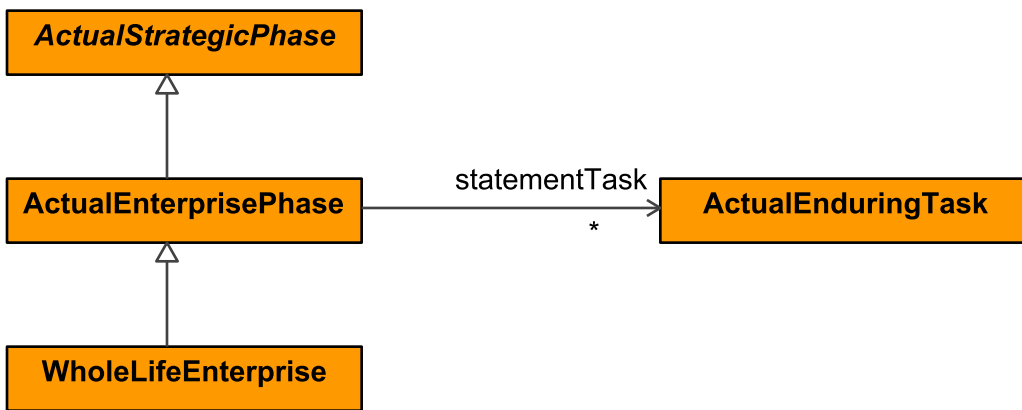 ActualStrategicPhase
statementTask
ActualEnterprisePhase
ActualEnduringTask
*
WholeLifeEnterprise